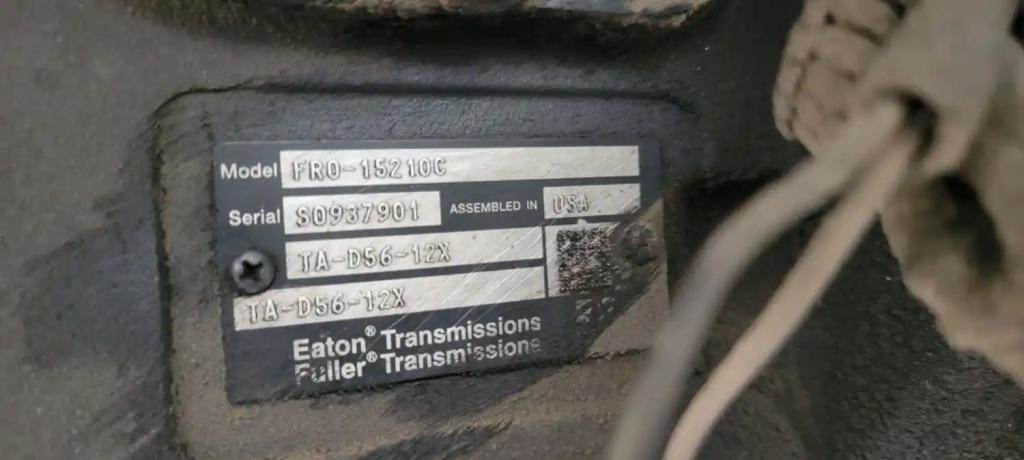 Model FRO-15210C
Serial S0937901 ASSEMBLED IN USA
TA-D56-12X
TA-D56-12X
Eaton® Transmissions
Fuller® Transmissions